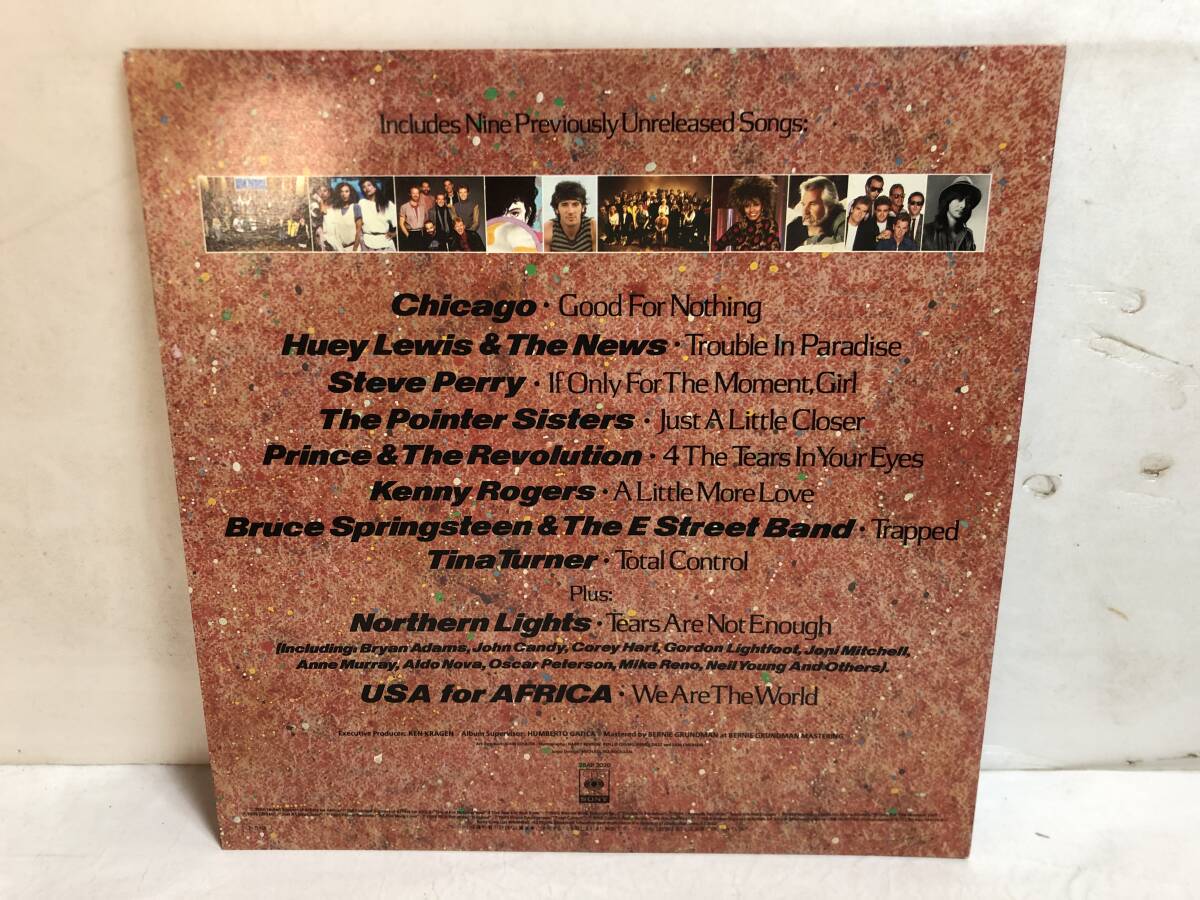 Includes Nine Previously Unreleased Songs:
Chicago · Good For Nothing
Huey Lewis & The News · Trouble In Paradise
Steve Perry · If Only For The Moment, Girl
The Pointer Sisters · Just A Little Closer
Prince & The Revolution · 4 The Tears In Your Eyes
Kenny Rogers · A Little More Love
Bruce Springsteen & The E Street Band · Trapped
Tina Turner · Total Control
Plus:
Northern Lights · Tears Are Not Enough
(Including: Bryan Adams, John Candy, Corey Hart, Gordon Lightfoot, Joni Mitchell,
Anne Murray, Aldo Nova, Oscar Peterson, Mike Reno, Neil Young And Others).
USA for AFRICA · We Are The World
Executive Producer: KEN KRAGEN Album Supervisor: HUMBERTO GATICA Mastered by BERNIE GRUNDMAN at BERNIE GRUNDMAN MASTERING
CBS
SONY